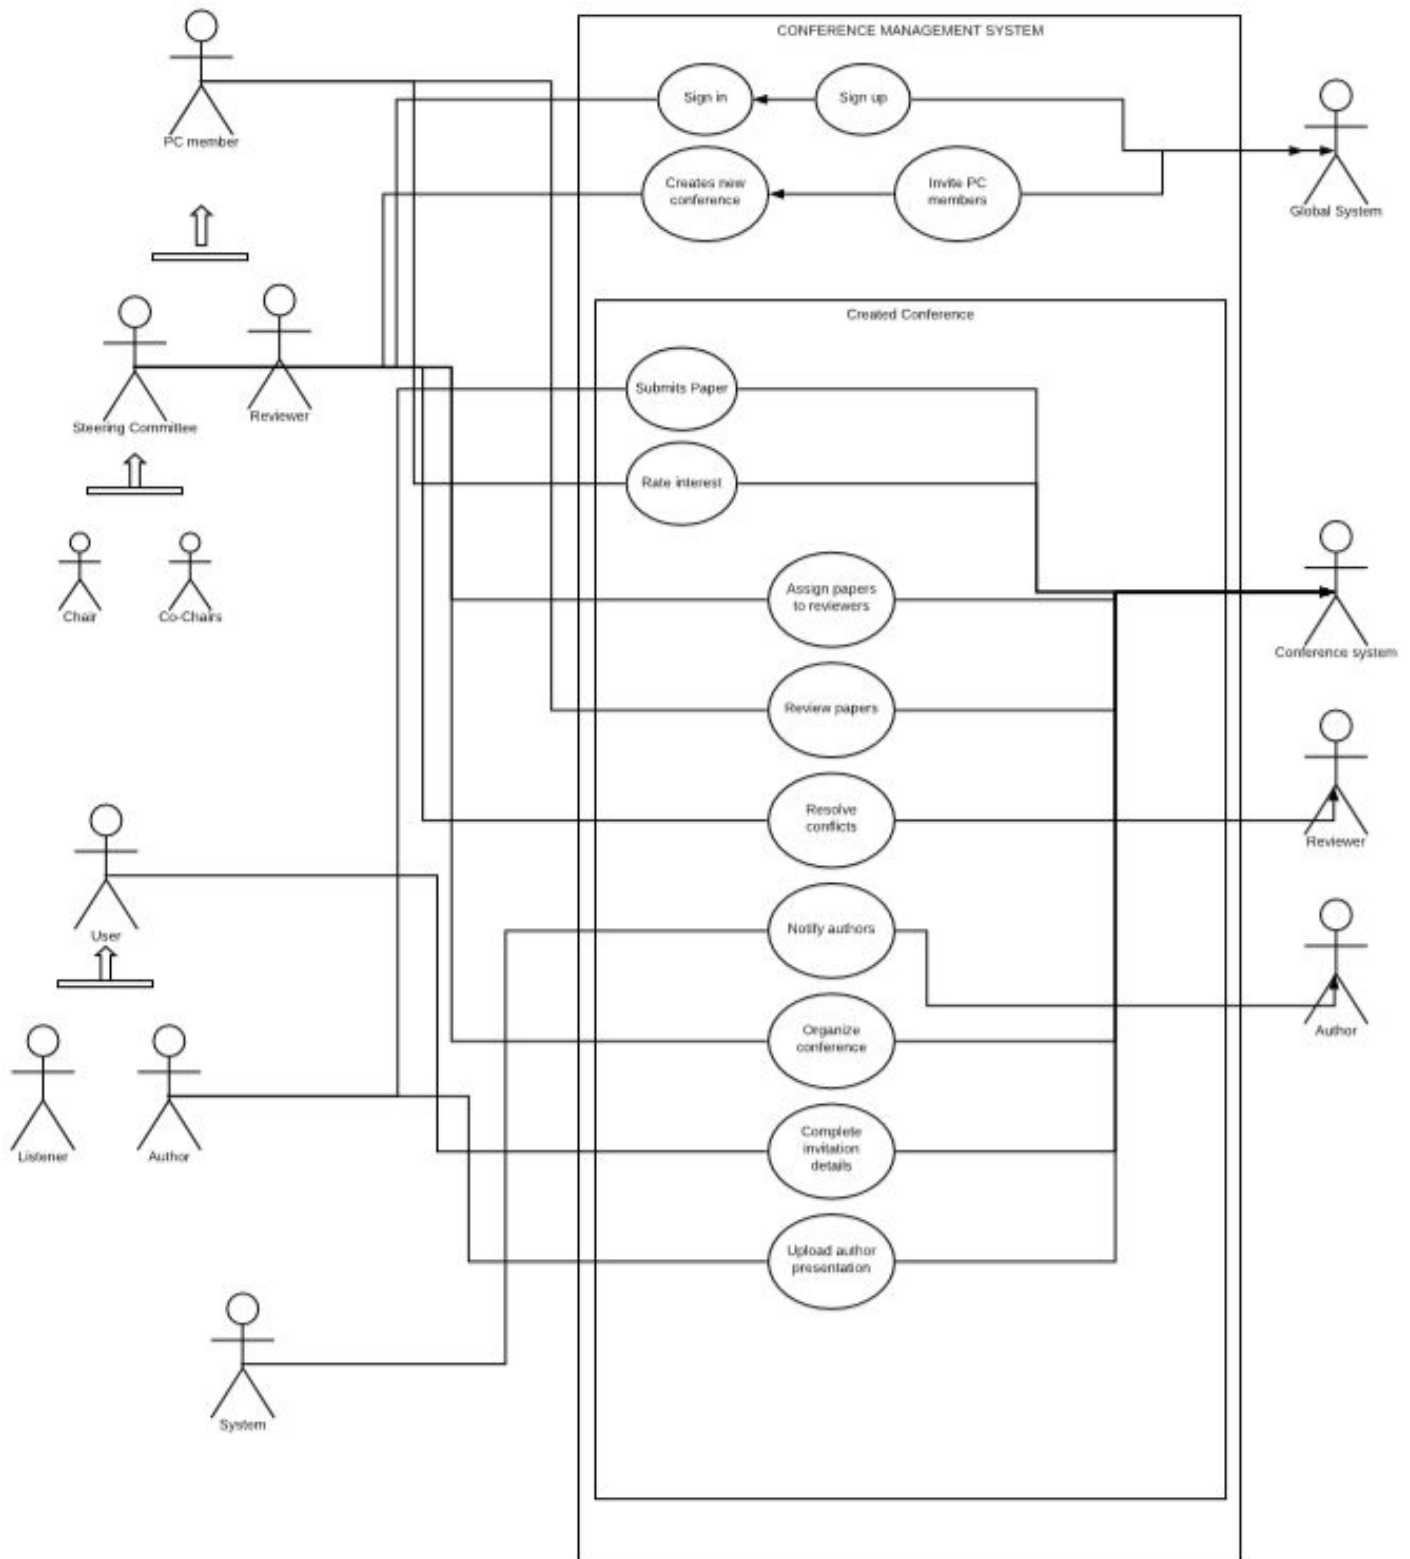 CONFERENCE MANAGEMENT SYSTEM
Sign in
Sign up
PC member
Creates new
conference
Invite PC
members
Global System
Created Conference
Submits Paper
Reviewer
Steering Committee
Rate interest
Assign papers
to reviewers
Chair
Co-Chairs
Conference system
Review papers
Resolve
conflicts
Reviewer
Notify authors
User
Author
Organize
conference
Complete
invitation
details
Listener
Author
Upload author
presentation
System